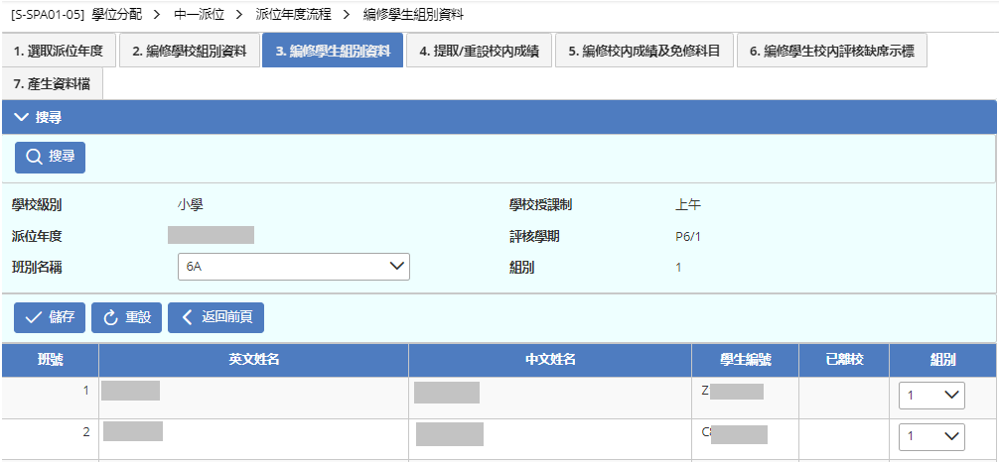 [S-SPA01-05] 學位分配 > 中一派位 > 派位年度流程 > 編修學生組別資料
1. 選取派位年度 2. 編修學校組別資料 3. 編修學生組別資料 4. 提取/重設校內成績 5. 編修校內成績及免修科目 6. 編修學生校內評核缺席示標
7. 產生資料檔
搜尋
搜尋
學校級別 小學 學校授課制 上午
派位年度 評核學期 P6/1
班別名稱 6A 組別 1
儲存 重設 返回前頁
班號 英文姓名 中文姓名 學生編號 已離校 組別
1 Z 1
2 C 1